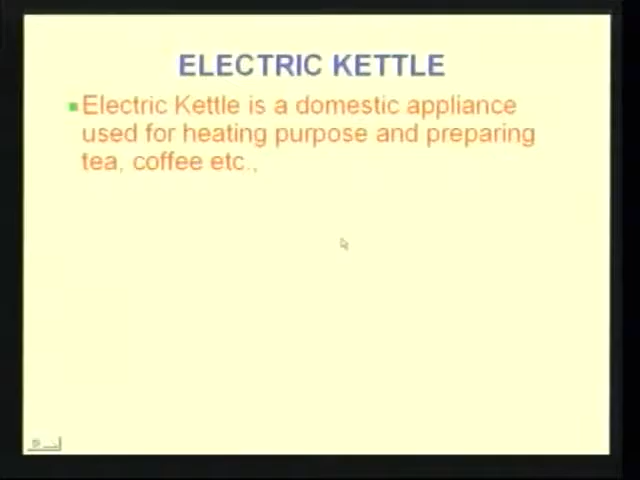 ELECTRIC KETTLE
Electric Kettle is a domestic appliance
used for heating purpose and preparing
tea, coffee etc.,